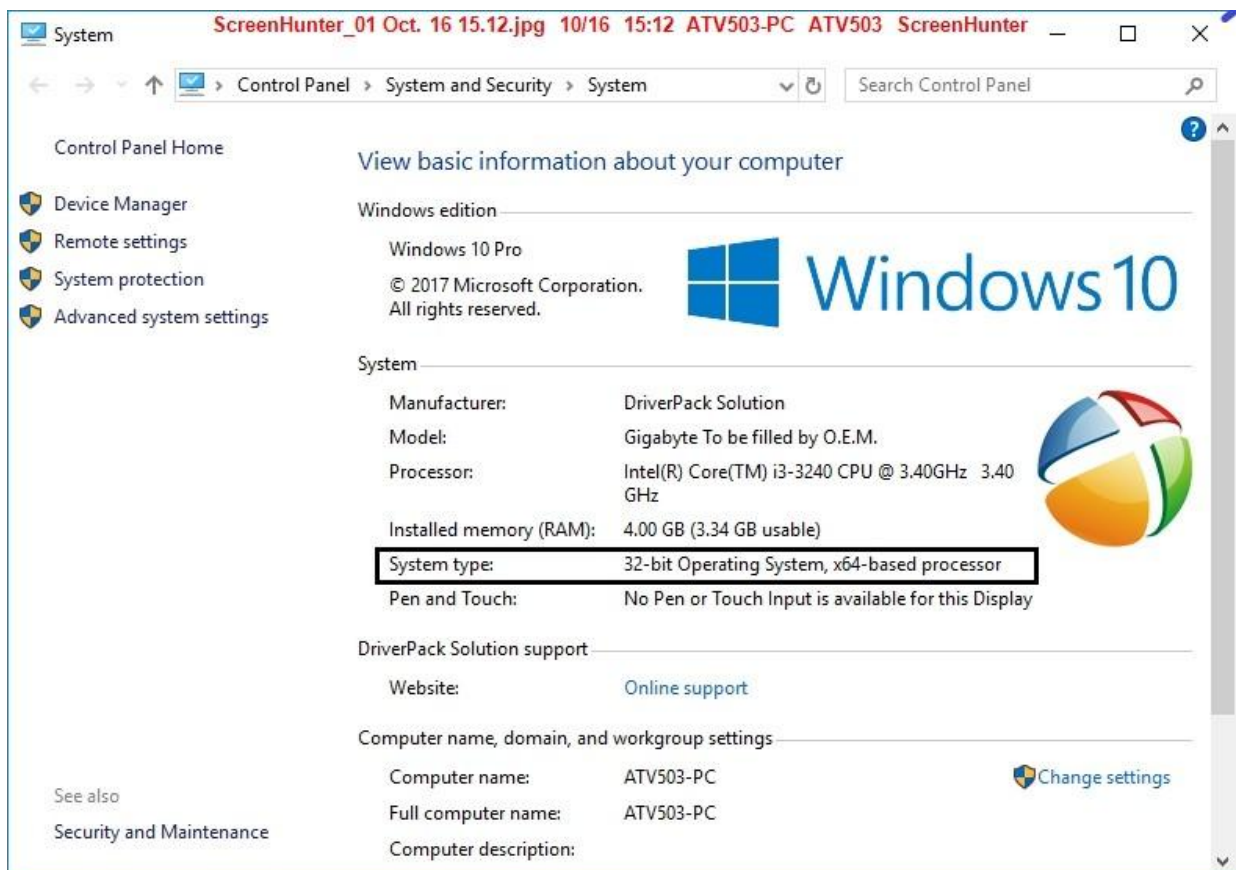 System
ScreenHunter_01 Oct. 16 15.12.jpg 10/16 15:12 ATV503-PC ATV503 ScreenHunter
Control Panel > System and Security > System
Search Control Panel
Control Panel Home
Device Manager
Remote settings
System protection
Advanced system settings
See also
Security and Maintenance
?
View basic information about your computer
Windows edition
Windows 10 Pro
© 2017 Microsoft Corporation.
All rights reserved.
Windows 10
System
Manufacturer: DriverPack Solution
Model: Gigabyte To be filled by O.E.M.
Processor: Intel(R) Core(TM) i3-3240 CPU @ 3.40GHz 3.40
GHz
Installed memory (RAM): 4.00 GB (3.34 GB usable)
System type: 32-bit Operating System, x64-based processor
Pen and Touch: No Pen or Touch Input is available for this Display
DriverPack Solution support
Website: Online support
Computer name, domain, and workgroup settings
Computer name: ATV503-PC
Change settings
Full computer name: ATV503-PC
Computer description: